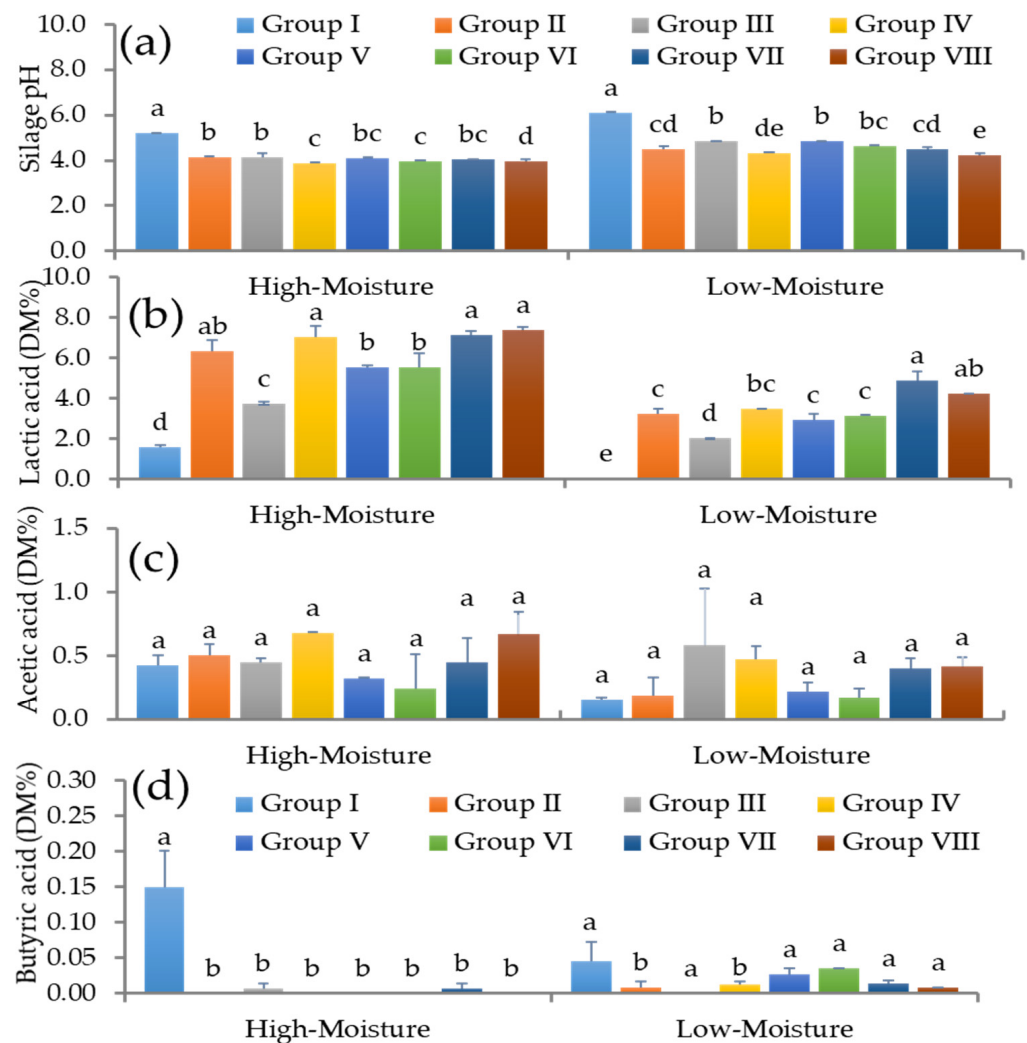 (a)
Group I Group II Group III Group IV
Group V Group VI Group VII Group VIII
Silage pH
10.0
8.0
6.0
4.0
2.0
0.0
a b b c bc c bc d
a cd b de b bc cd e
High-Moisture Low-Moisture
(b)
Lactic acid (DM%)
10.0
8.0
6.0
4.0
2.0
0.0
d ab c a b b a a
e c d bc c c a ab
High-Moisture Low-Moisture
(c)
Acetic acid (DM%)
1.5
1.0
0.5
0.0
a a a a a a a a
a a a a a a a a
High-Moisture Low-Moisture
(d)
Group I Group II Group III Group IV
Group V Group VI Group VII Group VIII
Butyric acid (DM%)
0.30
0.25
0.20
0.15
0.10
0.05
0.00
a b b b b b b b
a b a b a a a a
High-Moisture Low-Moisture